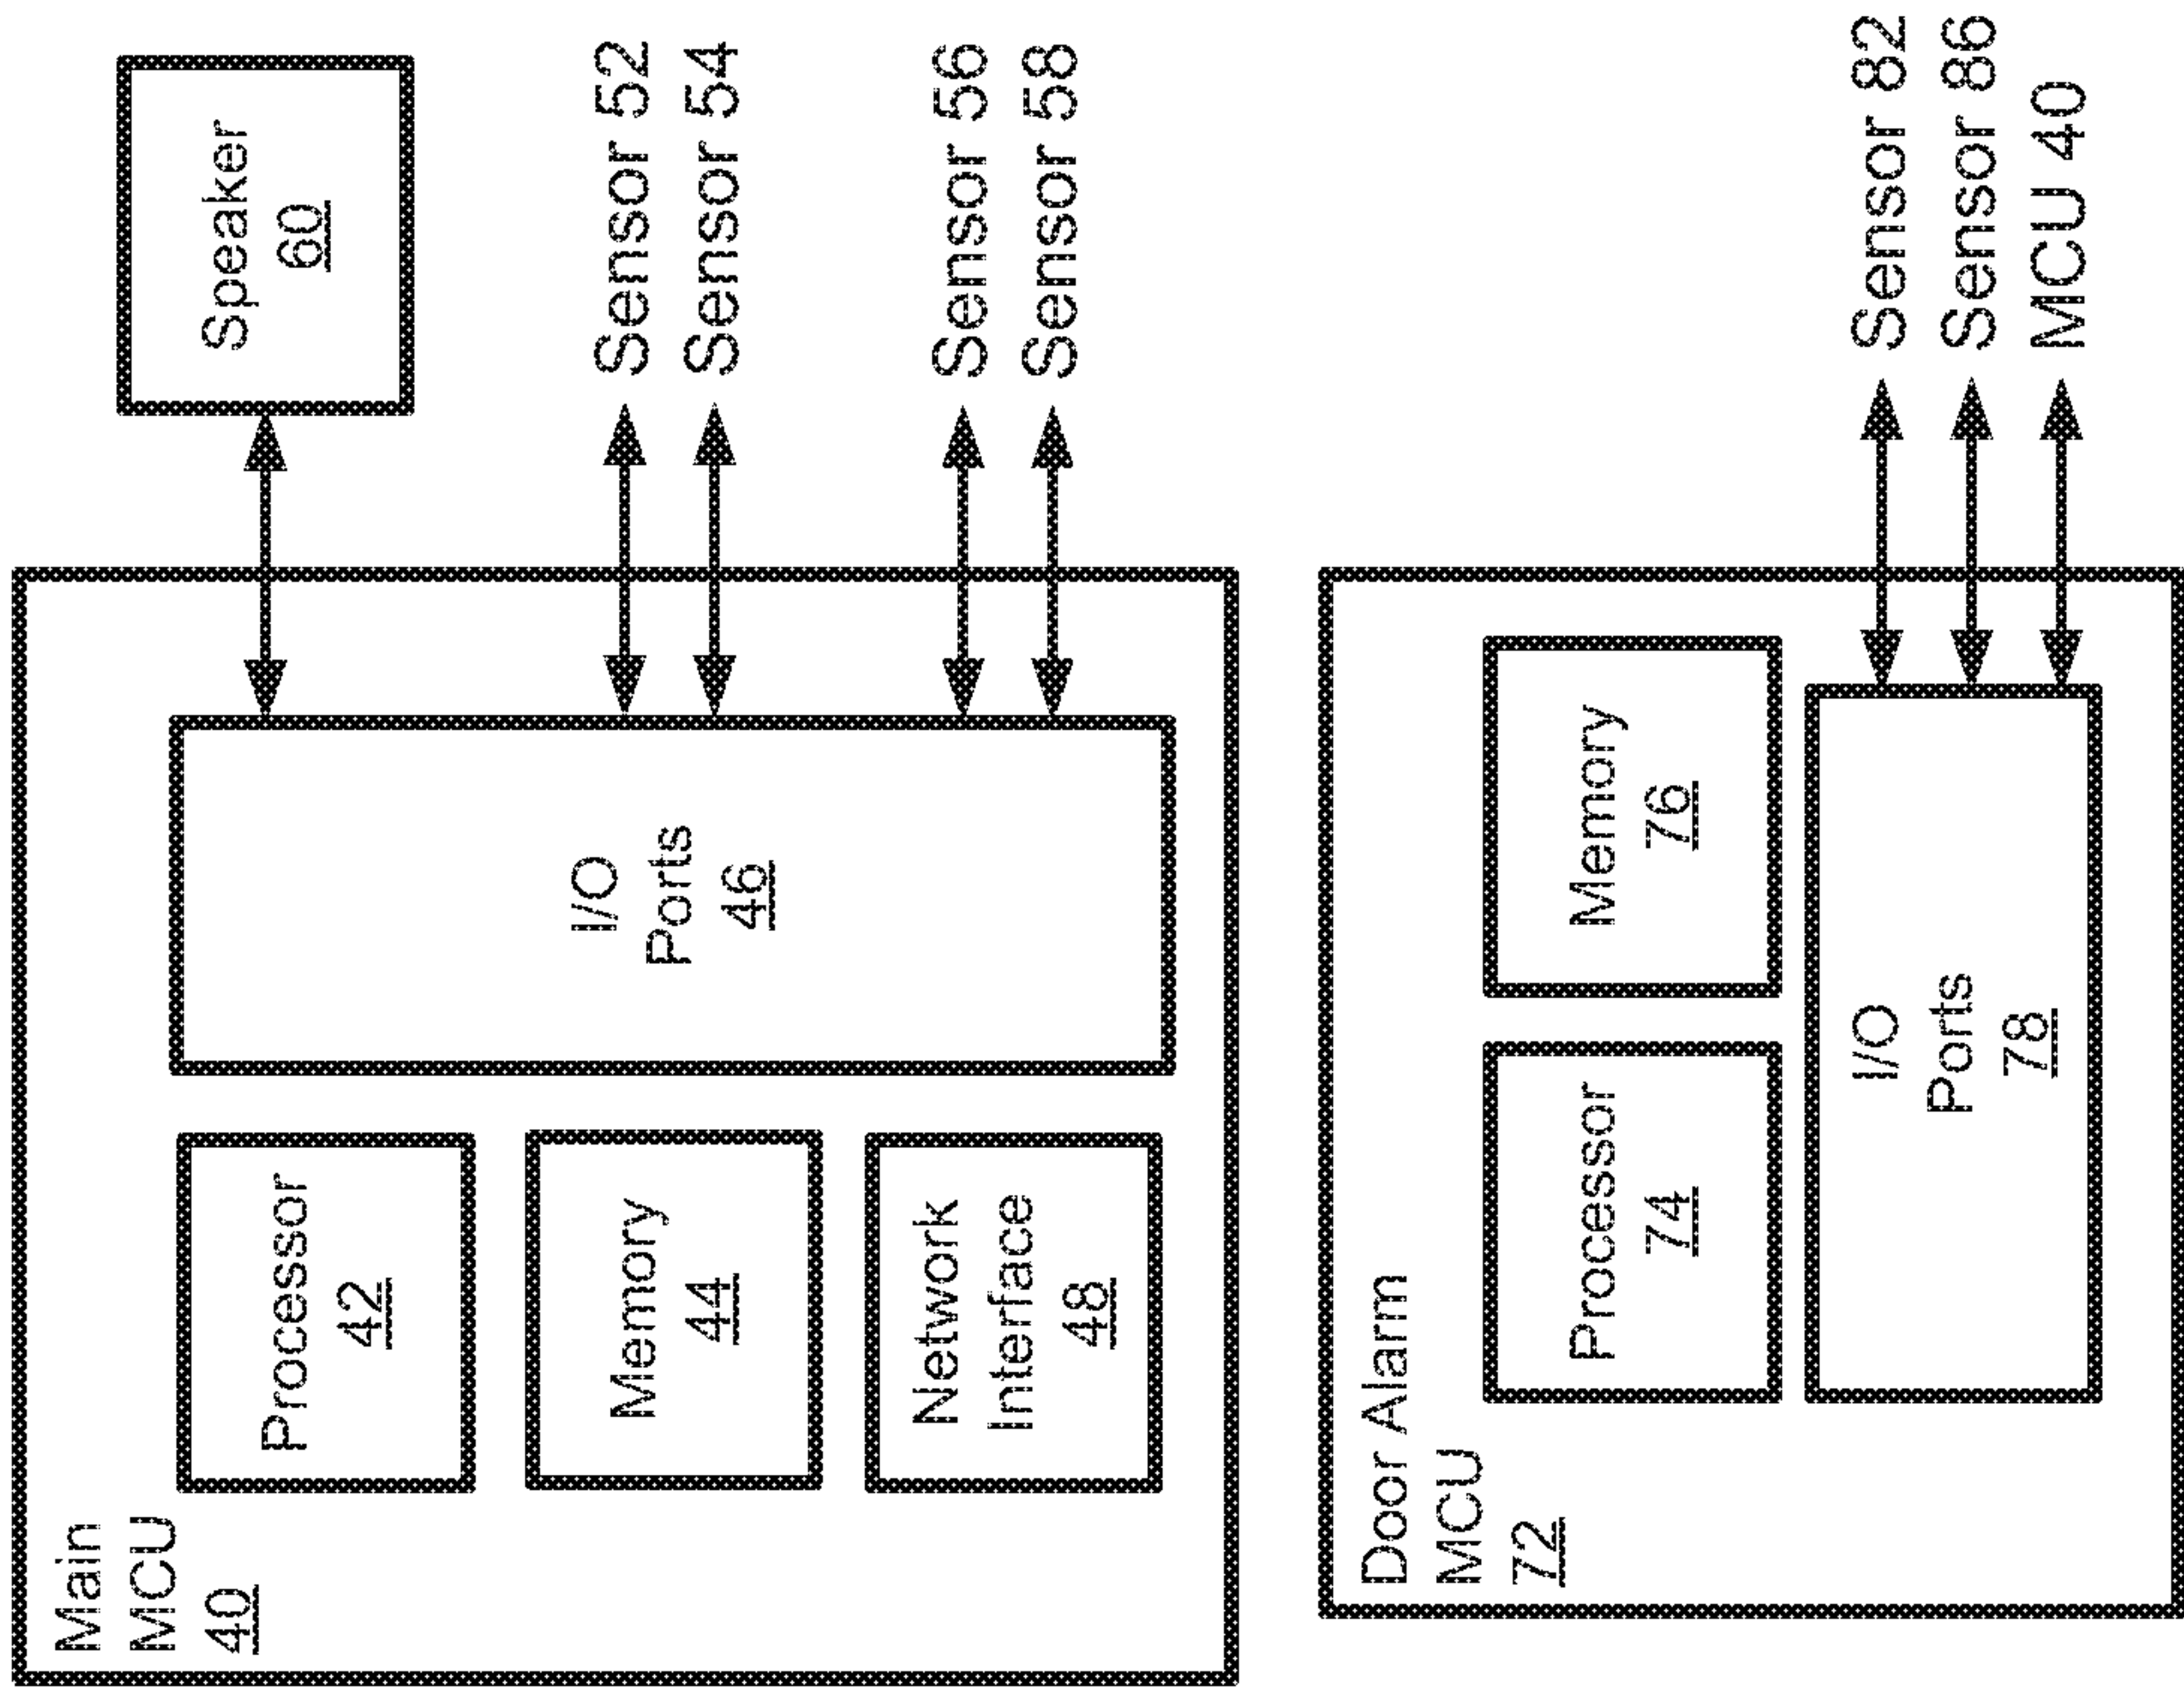 Main
MCU
40
Processor
42
Memory
44
Network
Interface
48
I/O
Ports
46
Speaker
60
Sensor 52
Sensor 54
Sensor 56
Sensor 58
Door Alarm
MCU
72
Processor
74
Memory
76
I/O
Ports
78
Sensor 82
Sensor 86
MCU 40